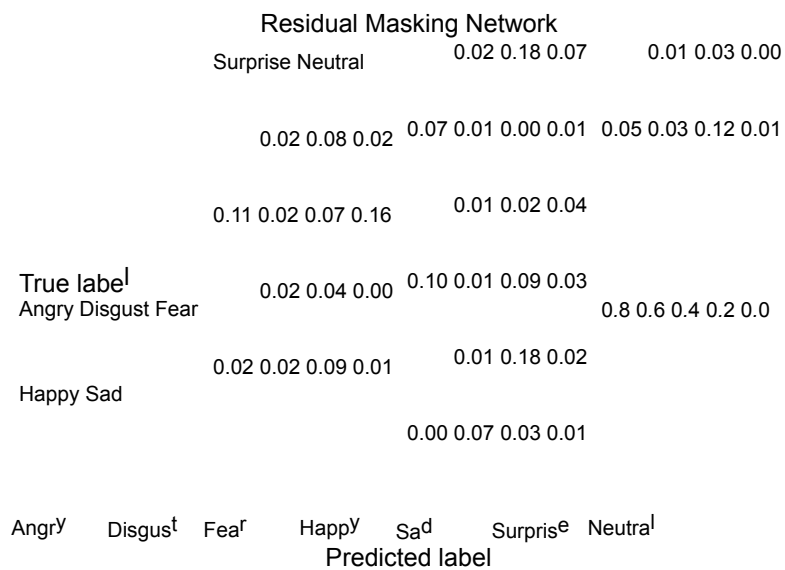 Residual Masking Network
Surprise Neutral 0.02 0.18 0.07 0.01 0.03 0.00
0.02 0.08 0.02 0.07 0.01 0.00 0.01 0.05 0.03 0.12 0.01
0.11 0.02 0.07 0.16 0.01 0.02 0.04
True label
0.02 0.04 0.00 0.10 0.01 0.09 0.03
Angry Disgust Fear 0.8 0.6 0.4 0.2 0.0
0.02 0.02 0.09 0.01 0.01 0.18 0.02
Happy Sad
0.00 0.07 0.03 0.01
Angry Disgust Fear Happy Sad Surprise Neutral
Predicted label